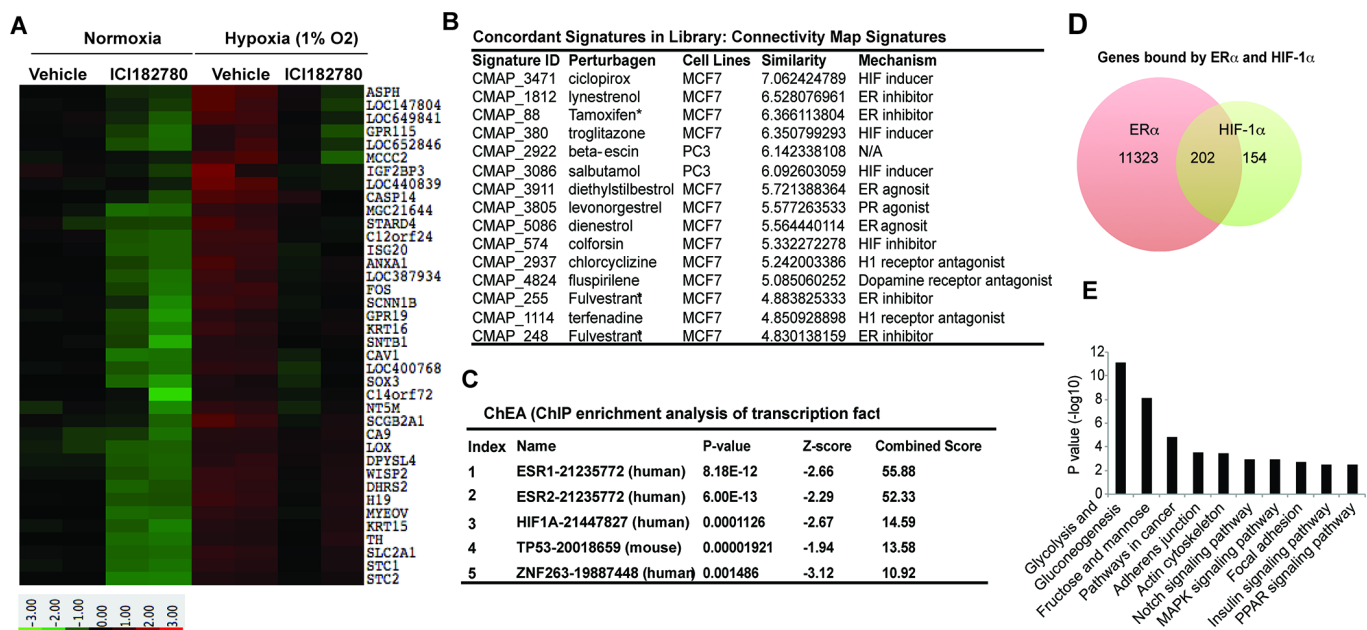 A
Normoxia Hypoxia (1% O2)
Vehicle ICI182780 Vehicle ICI182780
ASPH
LOC147804
LOC649841
GPR115
LOC652846
MCCC2
IGF2BP3
LOC440839
CASP14
MGC21644
STARD4
C12orf24
ISG20
ANXA1
LOC387934
FOS
SCNN1B
GPR19
KRT16
SNTB1
CAV1
LOC400768
SOX3
C14orf72
NT5M
SCGB2A1
CA9
LOX
DPYSL4
WISP2
DHRS2
H19
MYEOV
KRT15
TH
SLC2A1
STC1
STC2
-3.00 -2.00 -1.00 0.00 1.00 2.00 3.00
B
Concordant Signatures in Library: Connectivity Map Signatures
Signature ID Perturbagen Cell Lines Similarity Mechanism
CMAP_3471 ciclopirox MCF7 7.062424789 HIF inducer
CMAP_1812 lynestrenol MCF7 6.528076961 ER inhibitor
CMAP_88 Tamoxifen* MCF7 6.366113804 ER inhibitor
CMAP_380 troglitazone MCF7 6.350799293 HIF inducer
CMAP_2922 beta-escin PC3 6.142338108 N/A
CMAP_3086 salbutamol PC3 6.092603059 HIF inducer
CMAP_3911 diethylstilbestrol MCF7 5.721388364 ER agnosit
CMAP_3805 levonorgestrel MCF7 5.577263533 PR agonist
CMAP_5086 dienestrol MCF7 5.564440114 ER agnosit
CMAP_574 colforsin MCF7 5.332272278 HIF inhibitor
CMAP_2937 chlorcyclizine MCF7 5.242003386 H1 receptor antagonist
CMAP_4824 fluspirilene MCF7 5.085060252 Dopamine receptor antagonist
CMAP_255 Fulvestrant* MCF7 4.883825333 ER inhibitor
CMAP_1114 terfenadine MCF7 4.850928898 H1 receptor antagonist
CMAP_248 Fulvestrant* MCF7 4.830138159 ER inhibitor
C
ChEA (ChIP enrichment analysis of transcription fact
Index Name P-value Z-score Combined Score
1 ESR1-21235772 (human) 8.18E-12 -2.66 55.88
2 ESR2-21235772 (human) 6.00E-13 -2.29 52.33
3 HIF1A-21447827 (human) 0.0001126 -2.67 14.59
4 TP53-20018659 (mouse) 0.00001921 -1.94 13.58
5 ZNF263-19887448 (human) 0.001486 -3.12 10.92
D
Genes bound by ERα and HIF-1α
ERα HIF-1α
11323 202 154
E
P value (-log10)
12
10
8
6
4
2
0
Glycolysis and
Gluconeogenesis
Fructose and mannose
Pathways in cancer
Adherens junction
Actin cytoskeleton
Notch signaling pathway
MAPK signaling pathway
Focal adhesion
Insulin signaling pathway
PPAR signaling pathway